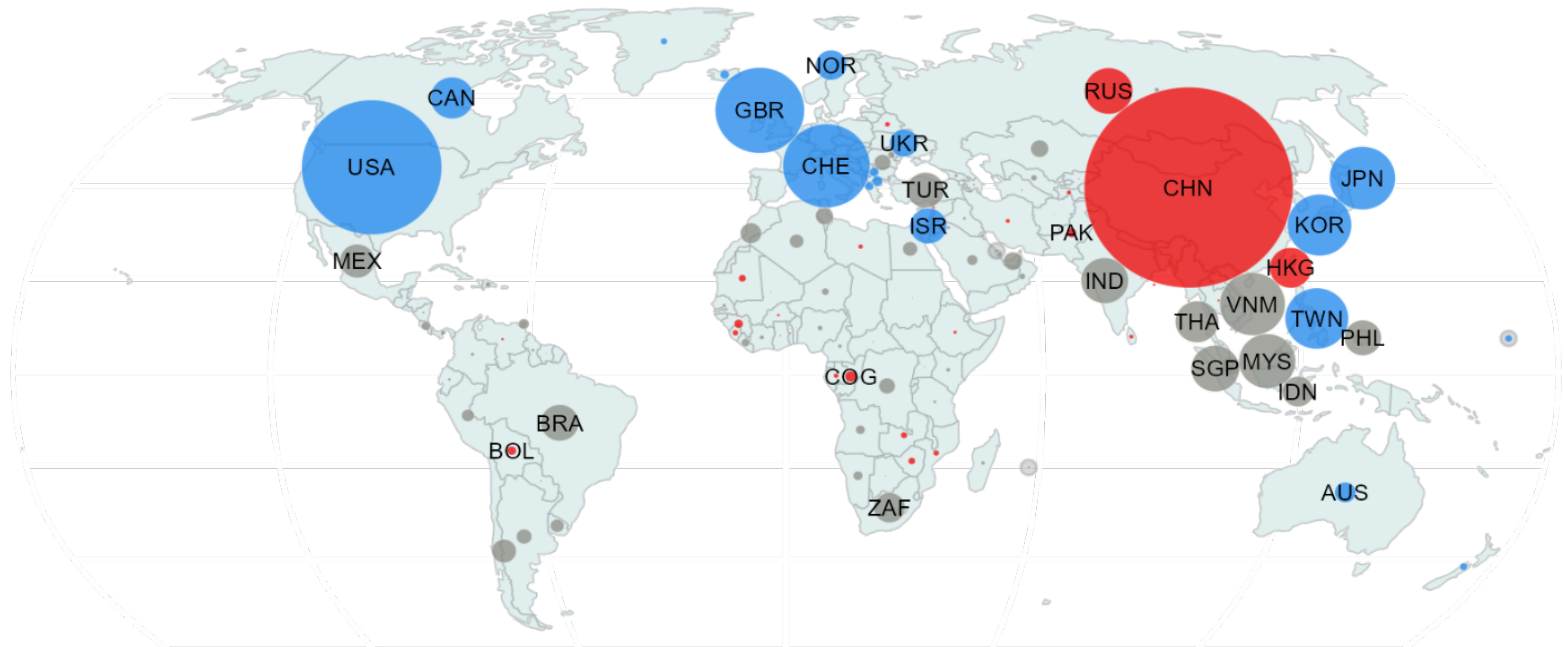 NOR
RUS
CAN
GBR
UKR
USA
CHE
JPN
CHN
TUR
ISR
KOR
PAK
MEX
HKG
IND
VNM
THA
TWN
PHL
MYS
SGP
COG
IDN
BRA
BOL
AUS
ZAF